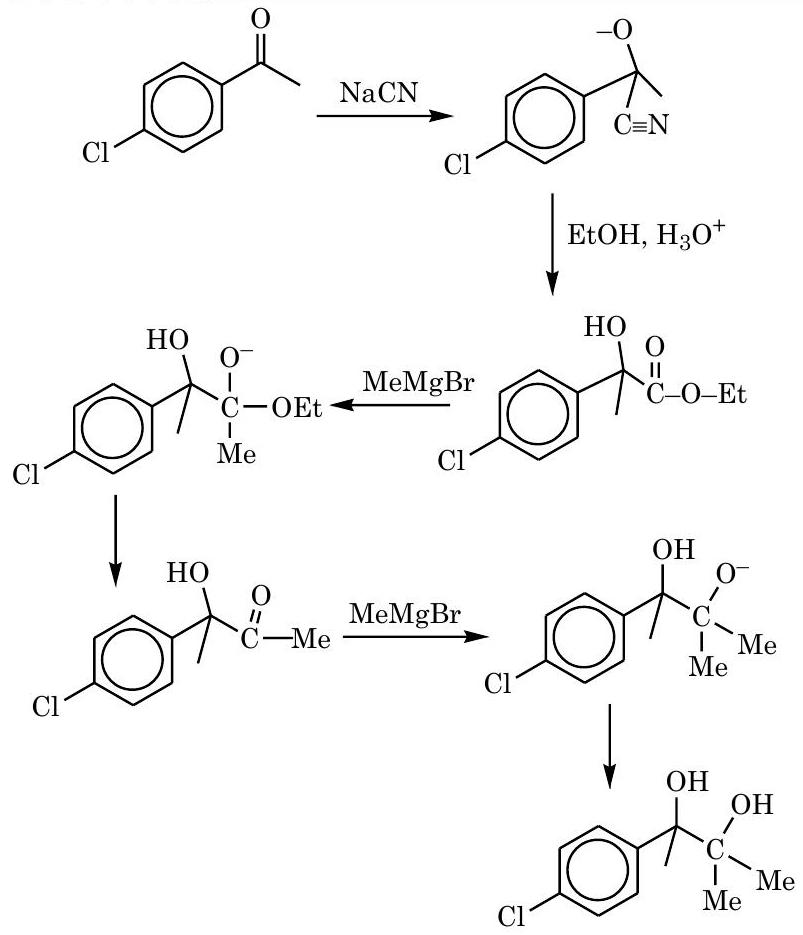 O
Cl
NaCN
–O
C≡N
Cl
EtOH, H₃O⁺
HO
O
C–O–Et
Cl
MeMgBr
HO
O⁻
C–OEt
Me
Cl
HO
O
C–Me
Cl
MeMgBr
OH
O⁻
C
Me
Me
Cl
OH
OH
C
Me
Me
Cl